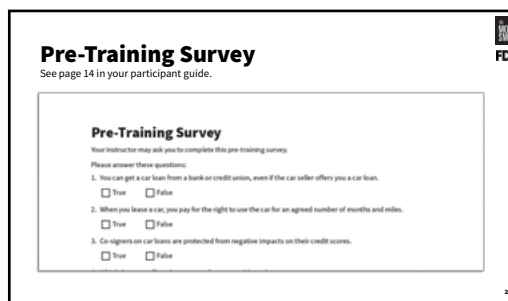 Pre-Training Survey
See page 14 in your participant guide.
Pre-Training Survey
Your instructor may ask you to complete this pre-training survey.
Please answer these questions:
1. You can get a car loan from a bank or credit union, even if the car seller offers you a car loan.
True False
2. When you lease a car, you pay for the right to use the car for an agreed number of months and miles.
True False
3. Co-signers on car loans are protected from negative impacts on their credit scores.
True False